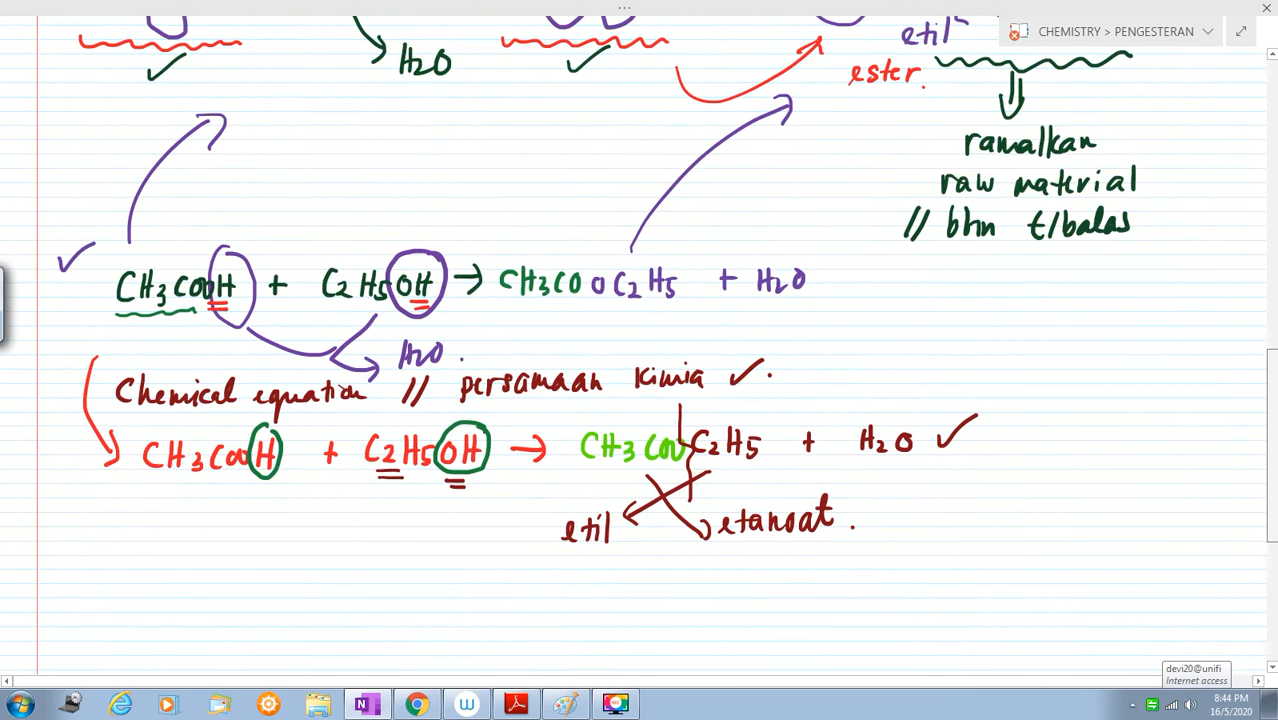 CHEMISTRY > PENGESTERAN
etil
ester.
H2O
ramalkan
raw material
// bhn t/balas
CH3COOH + C2H5OH → CH3COOC2H5 + H2O
H2O.
Chemical equation // persamaan kimia ✓.
CH3COOH + C2H5OH → CH3COOC2H5 + H2O ✓
etil etanoat.
devi20@unifi
Internet access
8:44 PM
16/5/2020